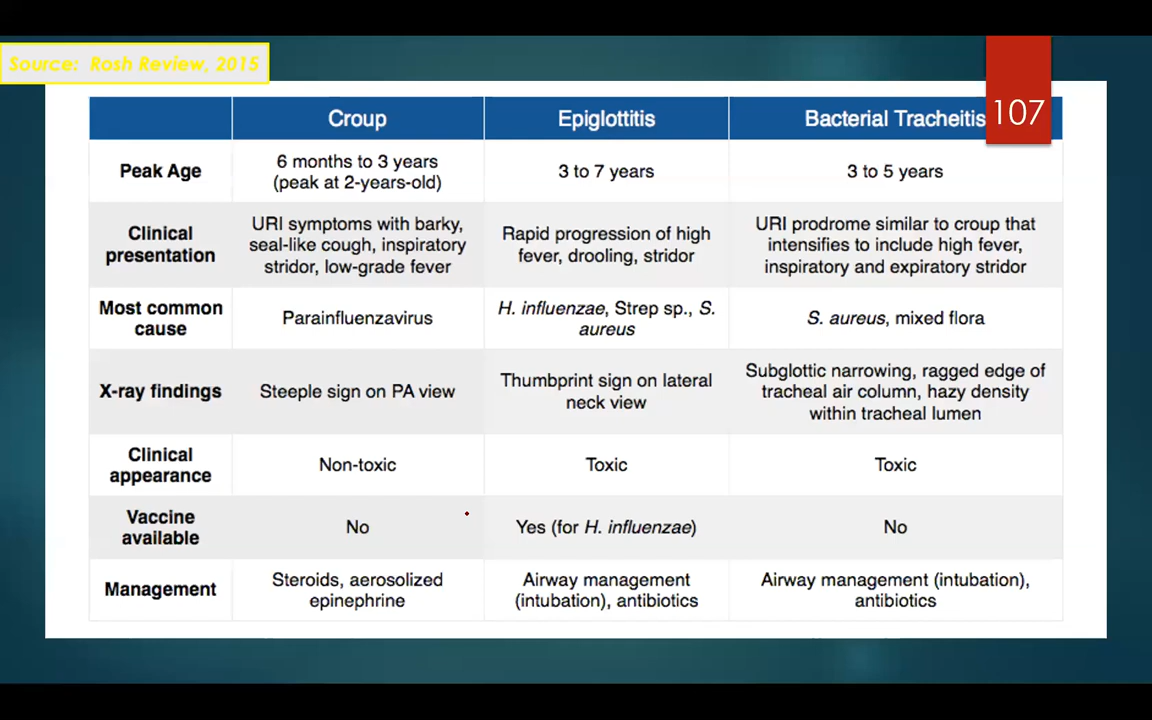 Source: Rosh Review, 2015
107
Croup
Epiglottitis
Bacterial Tracheitis
Peak Age
6 months to 3 years
(peak at 2-years-old)
3 to 7 years
3 to 5 years
Clinical
presentation
URI symptoms with barky,
seal-like cough, inspiratory
stridor, low-grade fever
Rapid progression of high
fever, drooling, stridor
URI prodrome similar to croup that
intensifies to include high fever,
inspiratory and expiratory stridor
Most common
cause
Parainfluenzavirus
H. influenzae, Strep sp., S.
aureus
S. aureus, mixed flora
X-ray findings
Steeple sign on PA view
Thumbprint sign on lateral
neck view
Subglottic narrowing, ragged edge of
tracheal air column, hazy density
within tracheal lumen
Clinical
appearance
Non-toxic
Toxic
Toxic
Vaccine
available
No
Yes (for H. influenzae)
No
Management
Steroids, aerosolized
epinephrine
Airway management
(intubation), antibiotics
Airway management (intubation),
antibiotics